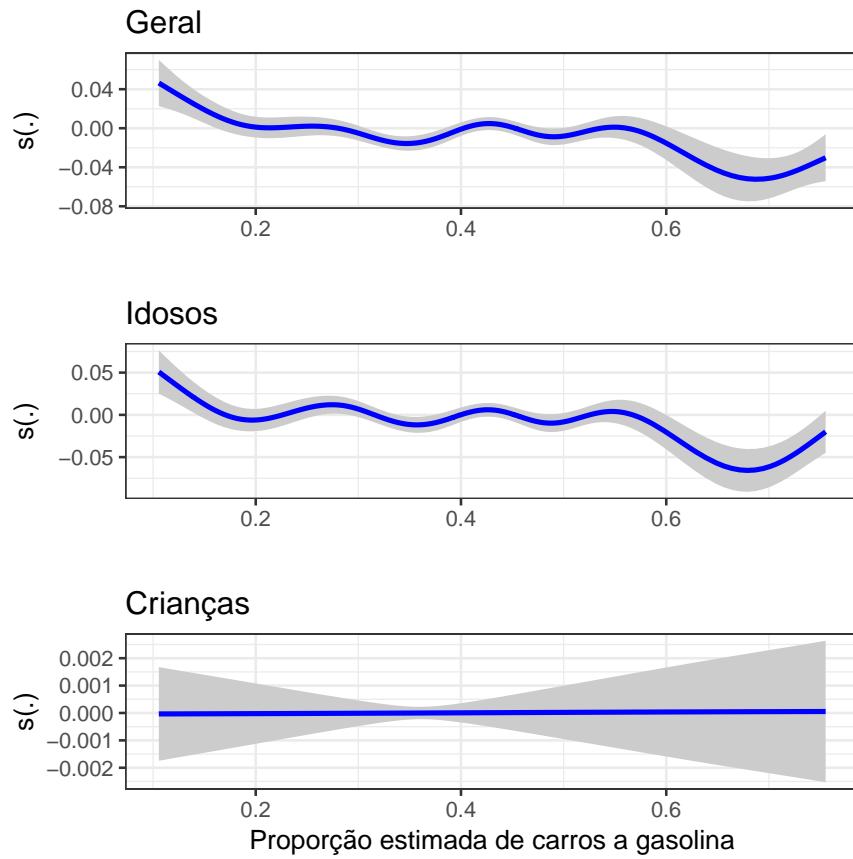 Geral
s(.)
0.04
0.00
−0.04
−0.08
0.2 0.4 0.6
Idosos
s(.)
0.05
0.00
−0.05
0.2 0.4 0.6
Crianças
s(.)
0.002
0.001
0.000
−0.001
−0.002
0.2 0.4 0.6
Proporção estimada de carros a gasolina